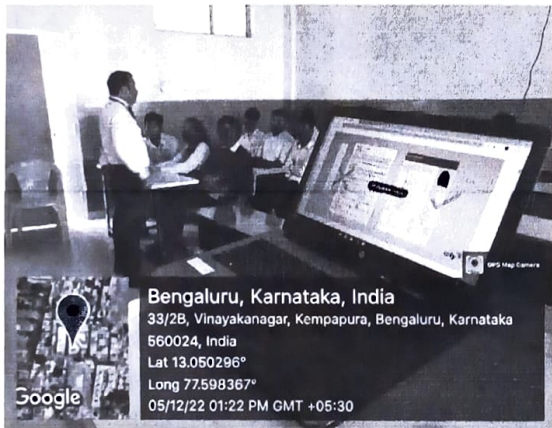 GPS Map Camera
Bengaluru, Karnataka, India
33/2B, Vinayakanagar, Kempapura, Bengaluru, Karnataka
560024, India
Lat 13.050296°
Long 77.598367°
05/12/22 01:22 PM GMT +05:30
Google